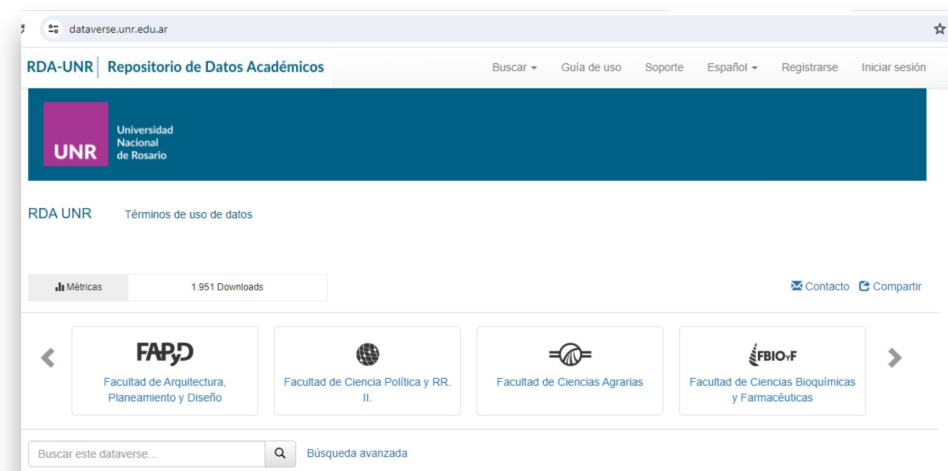 dataverse.unr.edu.ar
RDA-UNR Repositorio de Datos Académicos Buscar Guía de uso Soporte Español Registrarse Iniciar sesión
UNR
Universidad
Nacional
de Rosario
RDA UNR Términos de uso de datos
Métricas 1.951 Downloads Contacto Compartir
FAPyD
Facultad de Arquitectura,
Planeamiento y Diseño
Facultad de Ciencia Política y RR.
II.
Facultad de Ciencias Agrarias
FBIOyF
Facultad de Ciencias Bioquímicas
y Farmacéuticas
Buscar este dataverse... Búsqueda avanzada